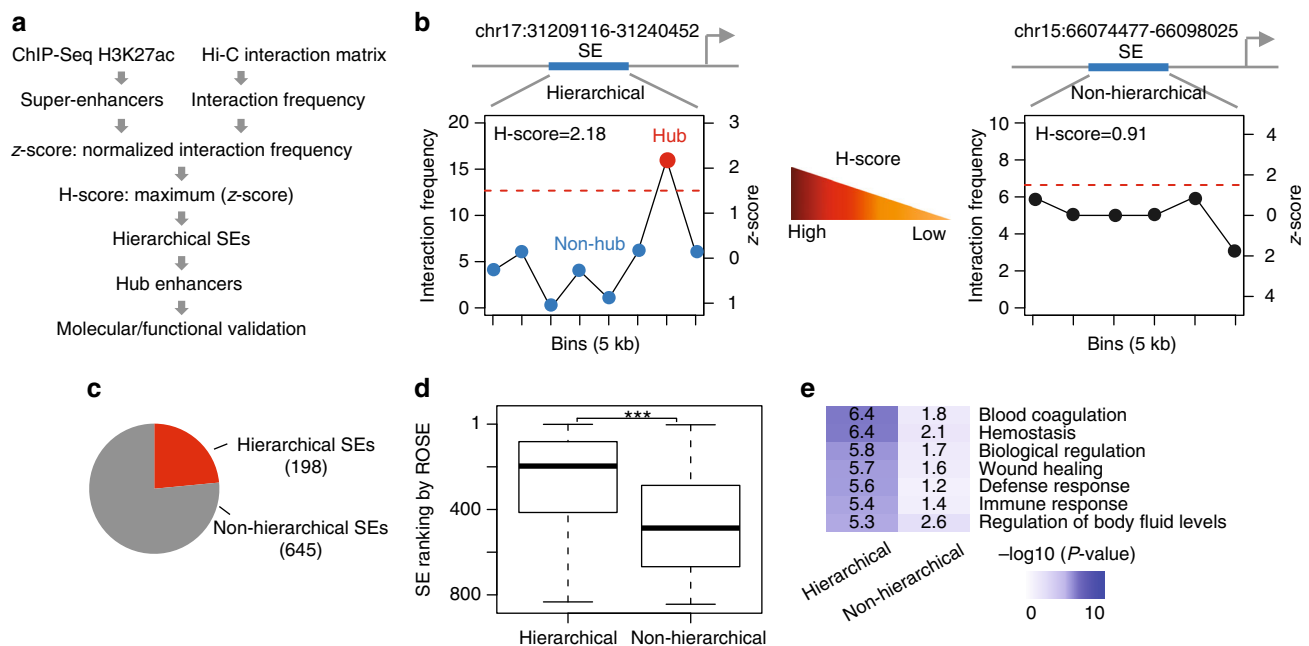 a
ChIP-Seq H3K27ac
Hi-C interaction matrix
Super-enhancers
Interaction frequency
z-score: normalized interaction frequency
H-score: maximum (z-score)
Hierarchical SEs
Hub enhancers
Molecular/functional validation
b
chr17:31209116-31240452
SE
Hierarchical
H-score=2.18
Hub
Non-hub
Interaction frequency
20
15
10
5
0
3
2
1
0
1
z-score
Bins (5 kb)
H-score
High
Low
chr15:66074477-66098025
SE
Non-hierarchical
H-score=0.91
Interaction frequency
10
8
6
4
2
0
4
2
0
2
4
z-score
Bins (5 kb)
c
Hierarchical SEs
(198)
Non-hierarchical SEs
(645)
d
SE ranking by ROSE
1
400
800
***
Hierarchical
Non-hierarchical
e
6.4 1.8 Blood coagulation
6.4 2.1 Hemostasis
5.8 1.7 Biological regulation
5.7 1.6 Wound healing
5.6 1.2 Defense response
5.4 1.4 Immune response
5.3 2.6 Regulation of body fluid levels
Hierarchical
Non-hierarchical
–log10 (P-value)
0
10